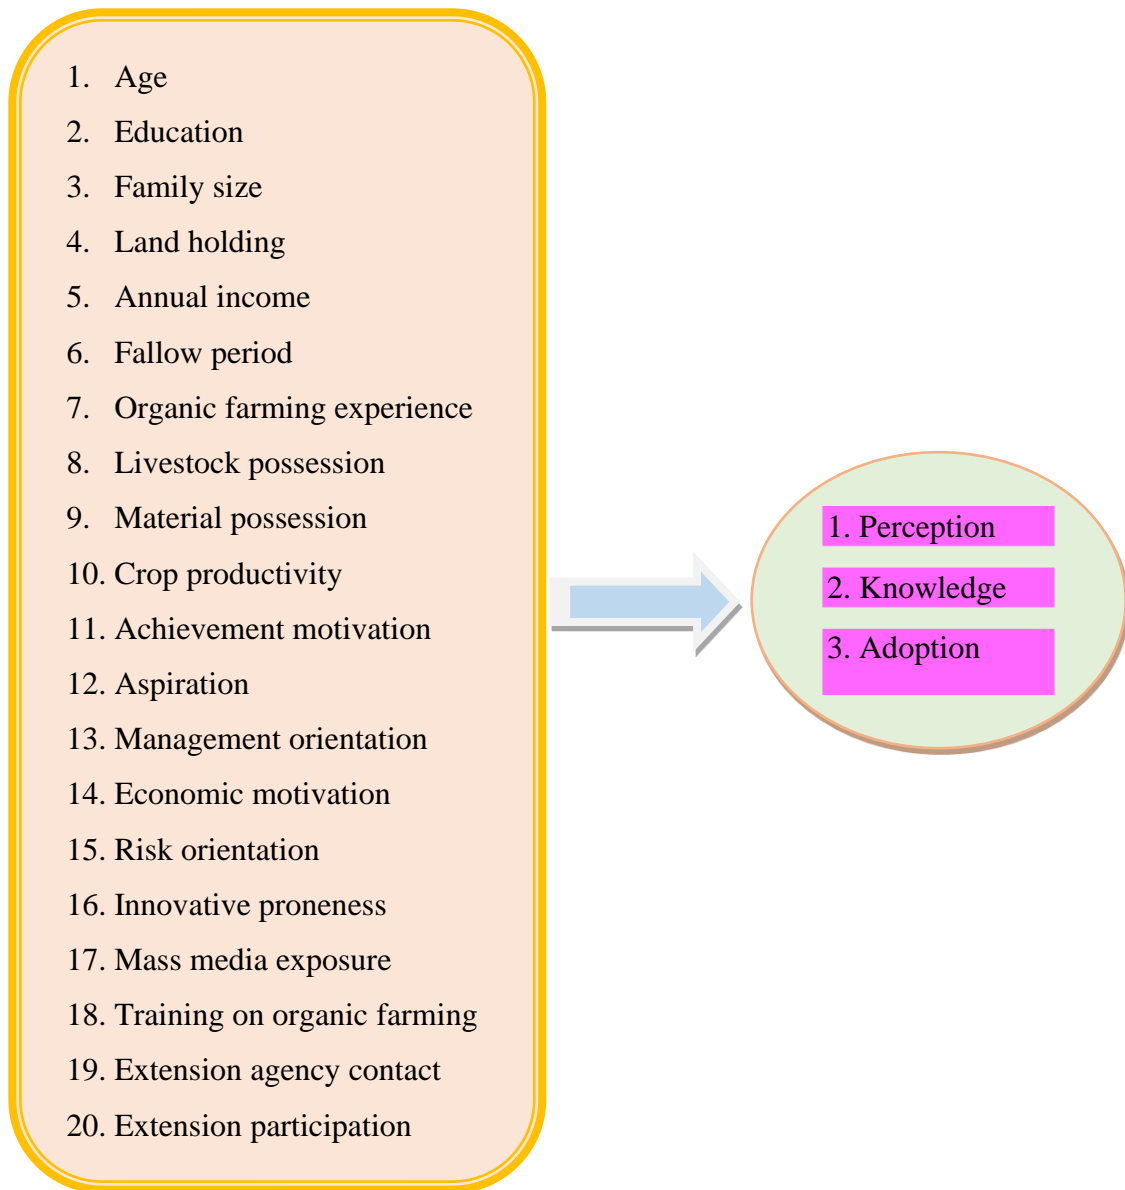 1. Age
2. Education
3. Family size
4. Land holding
5. Annual income
6. Fallow period
7. Organic farming experience
8. Livestock possession
9. Material possession
10. Crop productivity
11. Achievement motivation
12. Aspiration
13. Management orientation
14. Economic motivation
15. Risk orientation
16. Innovative proneness
17. Mass media exposure
18. Training on organic farming
19. Extension agency contact
20. Extension participation
1. Perception
2. Knowledge
3. Adoption